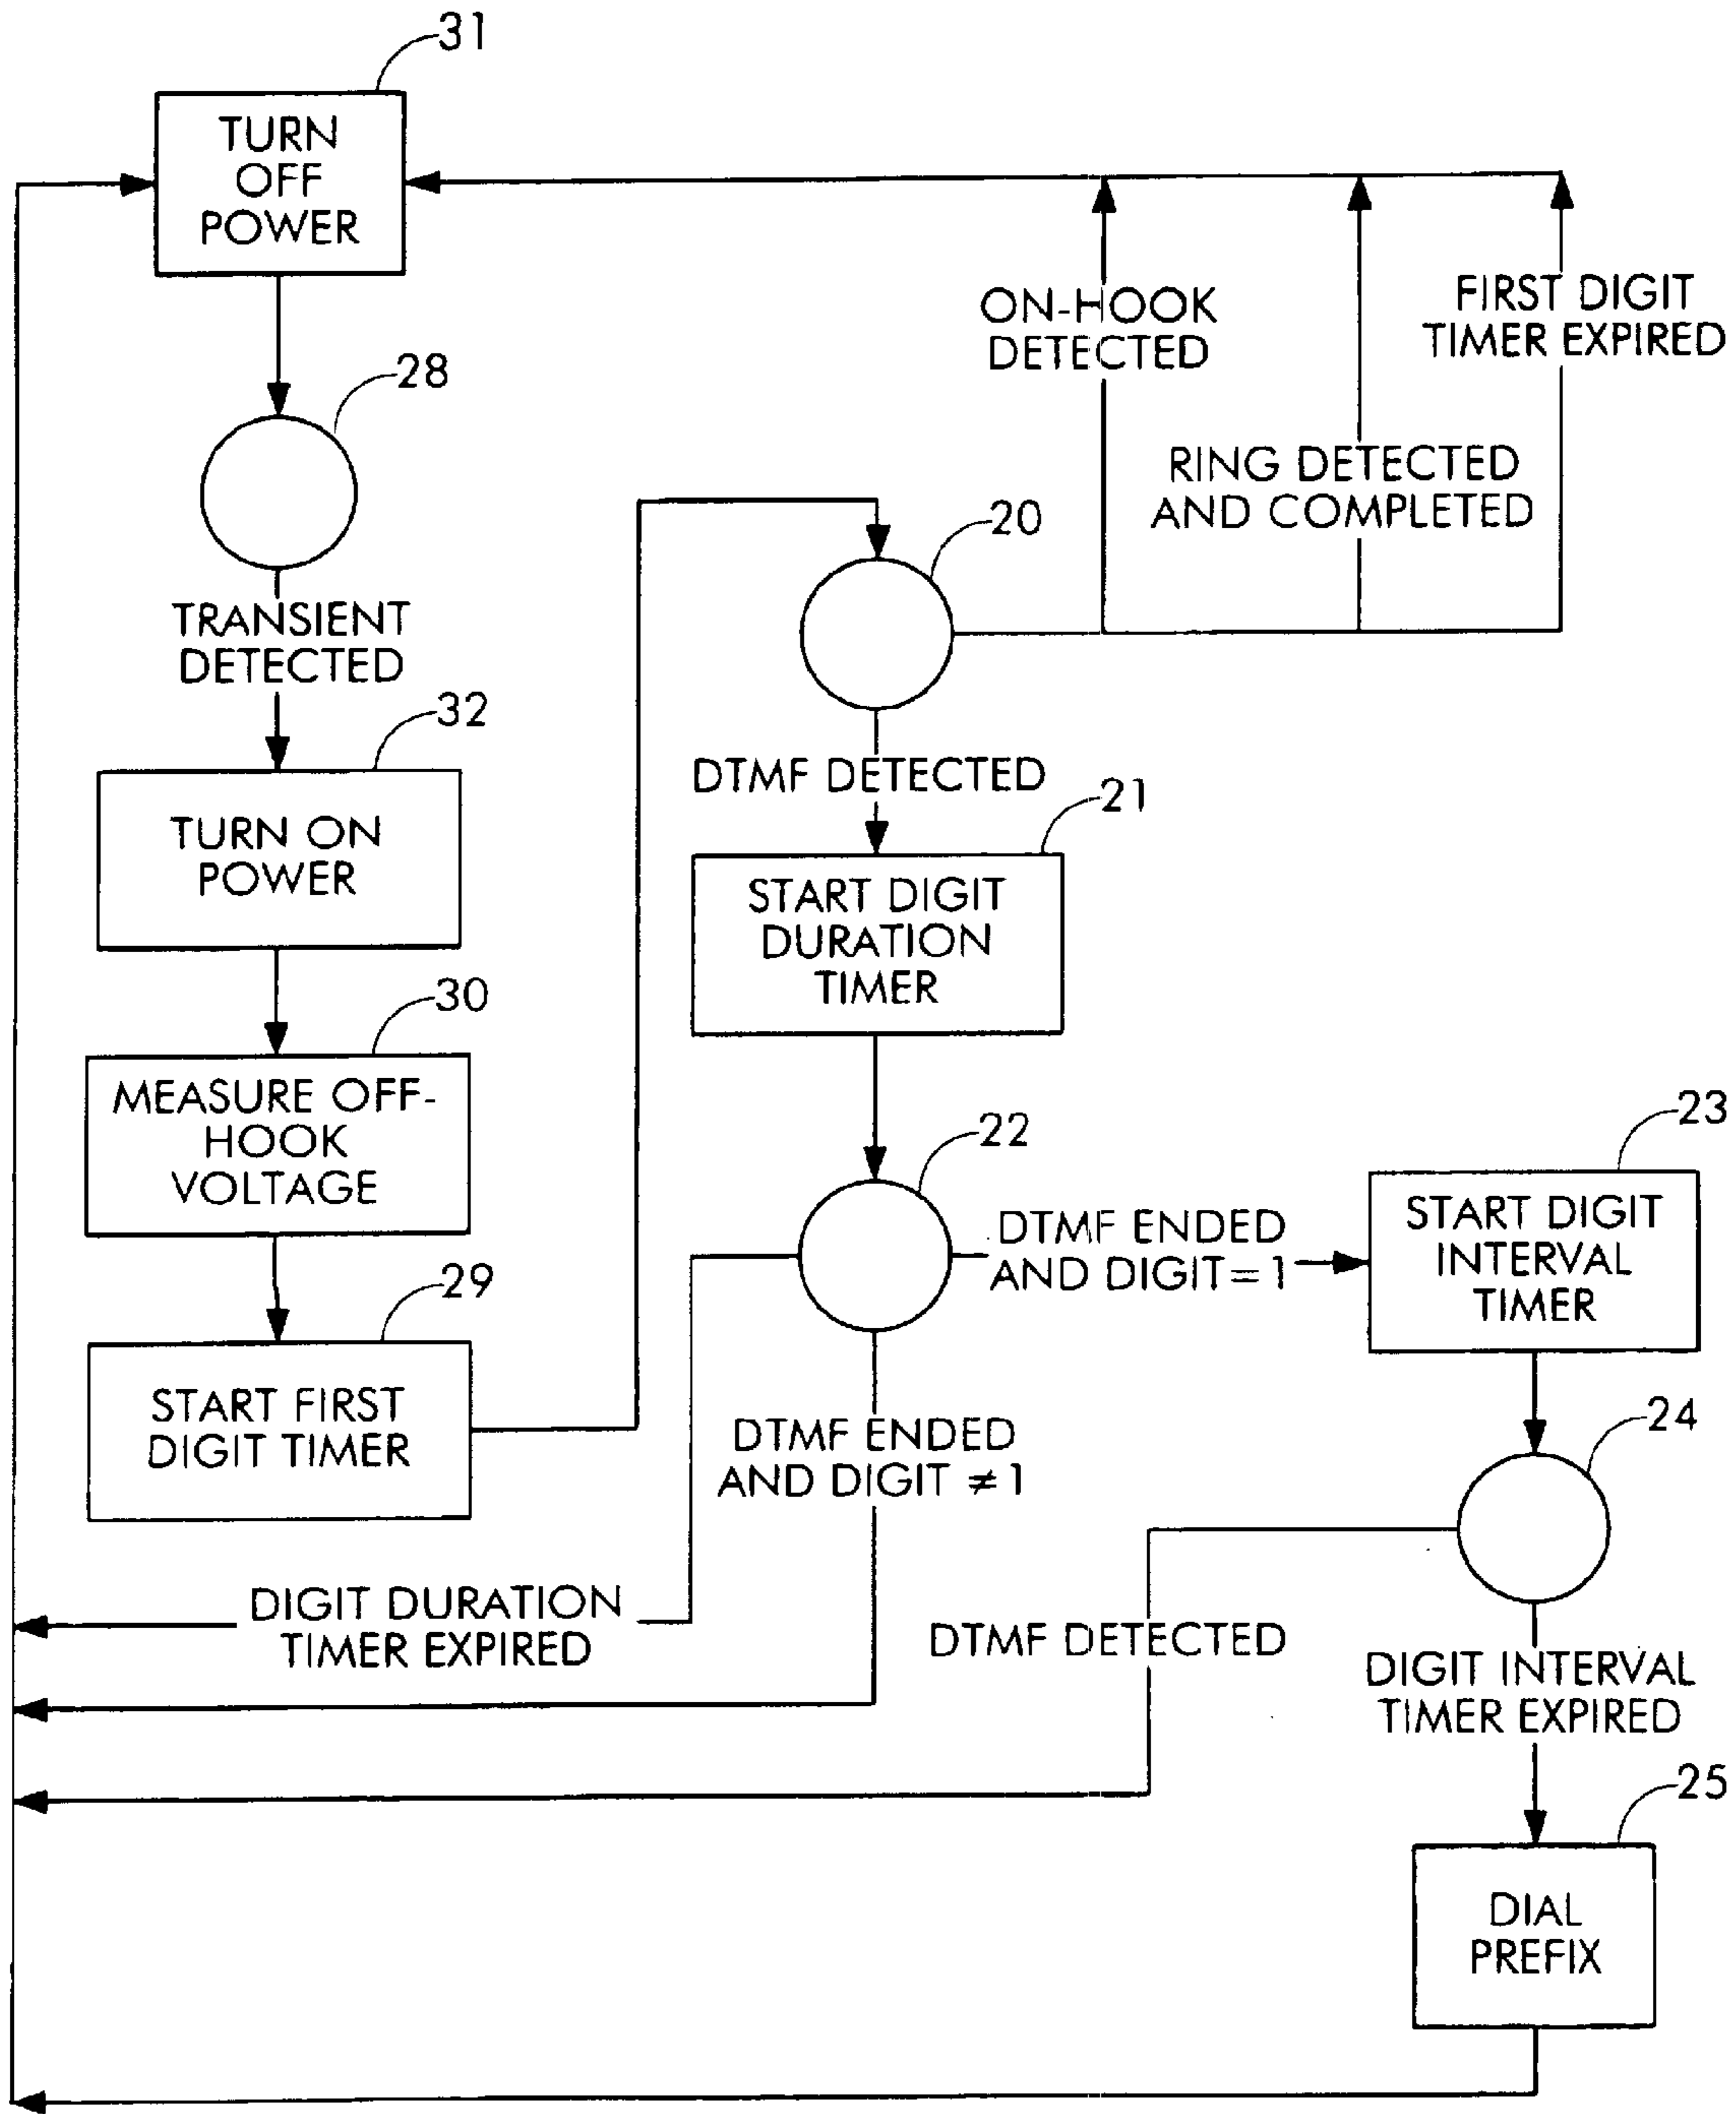 31
TURN
OFF
POWER
28
TRANSIENT
DETECTED
32
TURN ON
POWER
30
MEASURE OFF-
HOOK
VOLTAGE
29
START FIRST
DIGIT TIMER
ON-HOOK
DETECTED
RING DETECTED
AND COMPLETED
FIRST DIGIT
TIMER EXPIRED
20
DTMF DETECTED
21
START DIGIT
DURATION
TIMER
22
DTMF ENDED
AND DIGIT = 1
23
START DIGIT
INTERVAL
TIMER
DTMF ENDED
AND DIGIT ≠ 1
24
DIGIT DURATION
TIMER EXPIRED
DTMF DETECTED
DIGIT INTERVAL
TIMER EXPIRED
25
DIAL
PREFIX